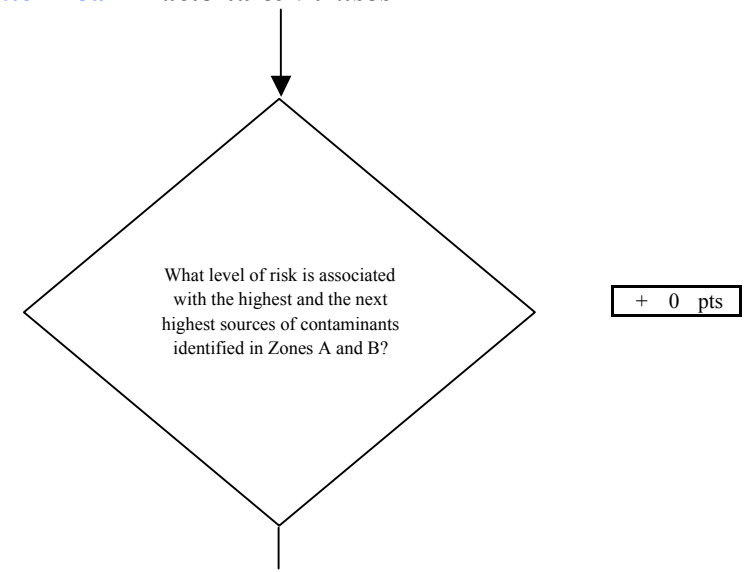 What level of risk is associated
with the highest and the next
highest sources of contaminants
identified in Zones A and B?
+ 0 pts